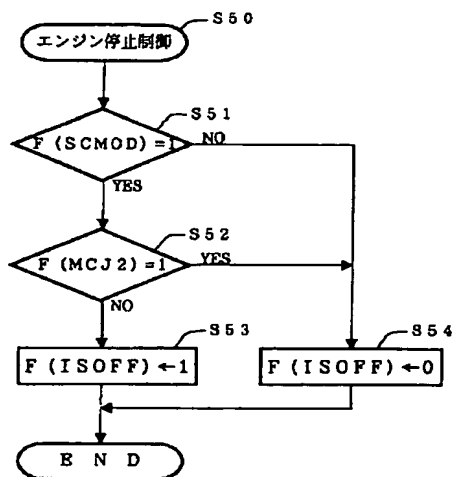 S50
エンジン停止制御
S51
F (SCMOD) =1
NO
YES
S52
F (MCJ2) =1
YES
NO
S53
F (ISOFF) ←1
S54
F (ISOFF) ←0
END